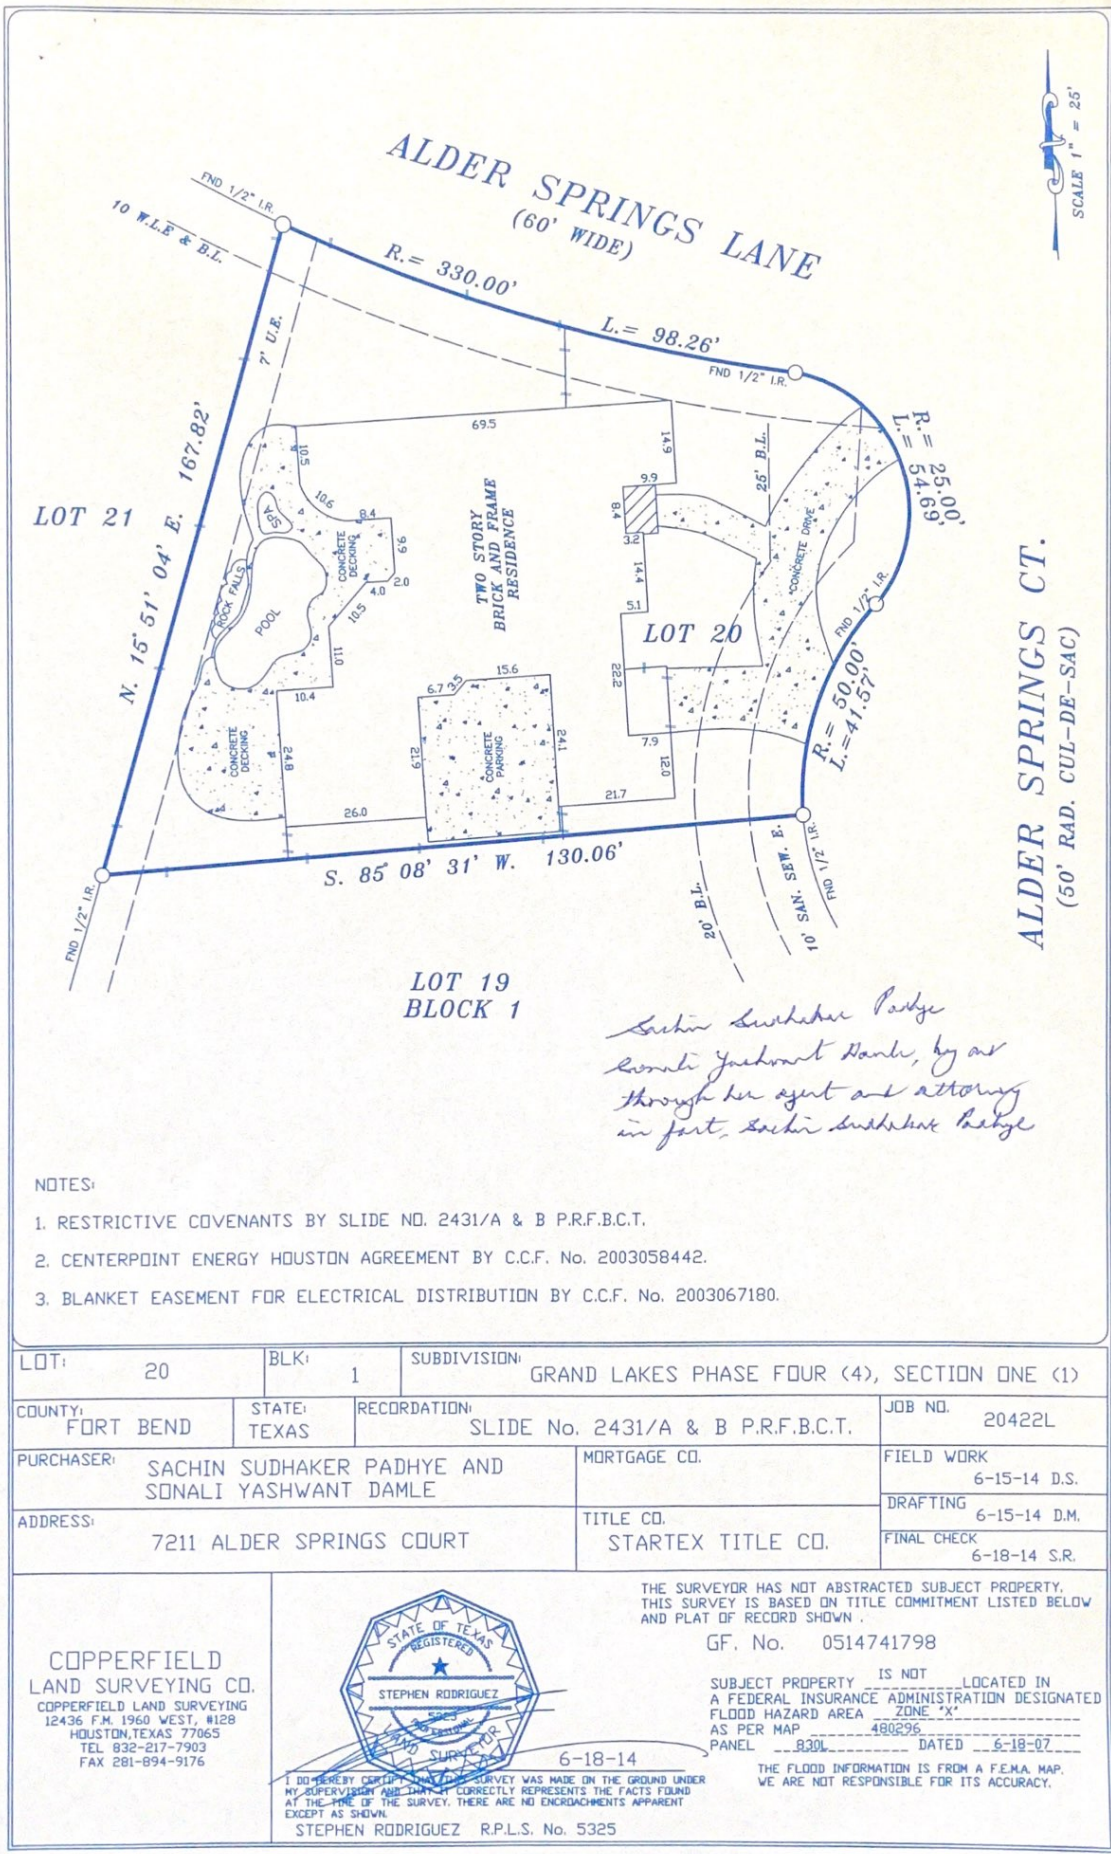 SCALE 1" = 25'
ALDER SPRINGS LANE
(60' WIDE)
FND 1/2" I.R.
10 W.L.E & B.L.
R.= 330.00'
L.= 98.26'
FND 1/2" I.R.
7' U.E.
R.= 25.00'
L.= 54.69'
N. 15° 51' 04" E. 167.82'
LOT 21
69.5
14.9
10.5
10.6
8.4
9.9
2.0
4.0
10.5
11.0
10.4
9.9
8.4
3.2
14.4
5.1
25' B.L.
SPA
CONCRETE
DECKING
ROCK FALLS
POOL
TWO STORY
BRICK AND FRAME
RESIDENCE
CONCRETE DRIVE
LOT 20
FND 1/2" I.R.
R.= 50.00'
L.=41.57'
ALDER SPRINGS CT.
(50' RAD. CUL-DE-SAC)
22.2
15.6
3.5
6.7
7.9
12.0
21.7
24.1
21.9
24.8
26.0
CONCRETE
DECKING
CONCRETE
PARKING
S. 85° 08' 31" W. 130.06'
FND 1/2" I.R.
FND 1/2" I.R.
20' B.L.
10' SAN. SEW. E.
LOT 19
BLOCK 1
Sachin Sudhakar Padhye
Sonali Yashwant Damle, by and
through her agent and attorney
in fact, Sachin Sudhakar Padhye
NOTES:
1. RESTRICTIVE COVENANTS BY SLIDE NO. 2431/A & B P.R.F.B.C.T.
2. CENTERPOINT ENERGY HOUSTON AGREEMENT BY C.C.F. No. 2003058442.
3. BLANKET EASEMENT FOR ELECTRICAL DISTRIBUTION BY C.C.F. No. 2003067180.
LOT: 20 BLK: 1 SUBDIVISION: GRAND LAKES PHASE FOUR (4), SECTION ONE (1)
COUNTY: FORT BEND STATE: TEXAS RECORDATION: SLIDE No. 2431/A & B P.R.F.B.C.T. JOB NO. 20422L
PURCHASER: SACHIN SUDHAKER PADHYE AND
SONALI YASHWANT DAMLE
MORTGAGE CO.
FIELD WORK
6-15-14 D.S.
DRAFTING
6-15-14 D.M.
ADDRESS: 7211 ALDER SPRINGS COURT
TITLE CO.
STARTEX TITLE CO.
FINAL CHECK
6-18-14 S.R.
COPPERFIELD
LAND SURVEYING CO.
COPPERFIELD LAND SURVEYING
12436 F.M. 1960 WEST, #128
HOUSTON,TEXAS 77065
TEL 832-217-7903
FAX 281-894-9176
STATE OF TEXAS
REGISTERED
STEPHEN RODRIGUEZ
5325
PROFESSIONAL
LAND SURVEYOR
6-18-14
I DO HEREBY CERTIFY THAT THIS SURVEY WAS MADE ON THE GROUND UNDER
MY SUPERVISION AND THAT IT CORRECTLY REPRESENTS THE FACTS FOUND
AT THE TIME OF THE SURVEY. THERE ARE NO ENCROACHMENTS APPARENT
EXCEPT AS SHOWN.
STEPHEN RODRIGUEZ R.P.L.S. No. 5325
THE SURVEYOR HAS NOT ABSTRACTED SUBJECT PROPERTY.
THIS SURVEY IS BASED ON TITLE COMMITMENT LISTED BELOW
AND PLAT OF RECORD SHOWN .
GF. No. 0514741798
SUBJECT PROPERTY IS NOT LOCATED IN
A FEDERAL INSURANCE ADMINISTRATION DESIGNATED
FLOOD HAZARD AREA ZONE "X"
AS PER MAP 480296
PANEL 830L DATED 6-18-07
THE FLOOD INFORMATION IS FROM A F.E.M.A. MAP.
WE ARE NOT RESPONSIBLE FOR ITS ACCURACY.